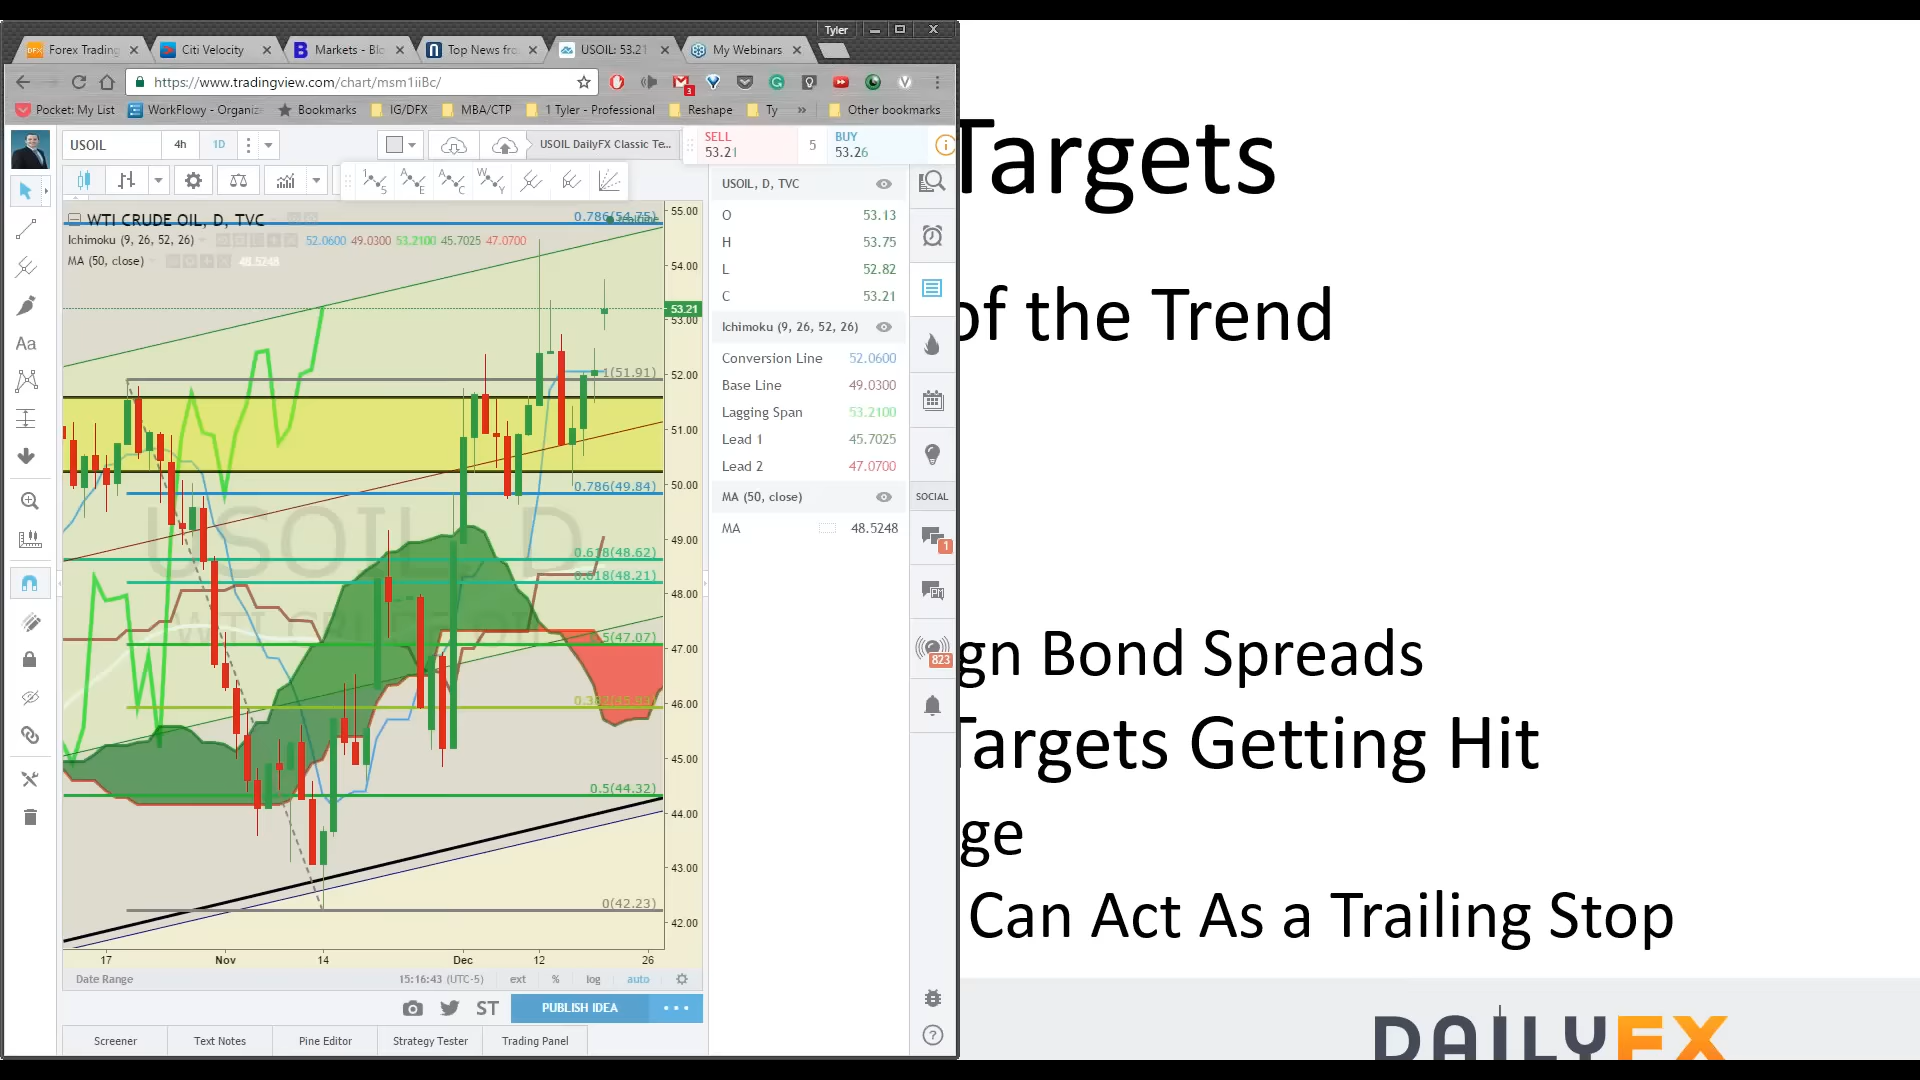 Tyler
Forex Trading
Citi Velocity
Markets - Blo
Top News fro
USOIL: 53.21
My Webinars
https://www.tradingview.com/chart/msm1iiBc/
3
Pocket: My List
WorkFlowy - Organiz
Bookmarks
IG/DFX
MBA/CTP
1 Tyler - Professional
Reshape
Ty
»
Other bookmarks
USOIL
4h
1D
USOIL DailyFX Classic Te...
SELL
53.21
5
BUY
53.26
WTI CRUDE OIL, D, TVC
Ichimoku (9, 26, 52, 26)
52.0600 49.0300 53.2100 45.7025 47.0700
MA (50, close)
48.5248
USOIL, D, TVC
O 53.13
H 53.75
L 52.82
C 53.21
Ichimoku (9, 26, 52, 26)
Conversion Line 52.0600
Base Line 49.0300
Lagging Span 53.2100
Lead 1 45.7025
Lead 2 47.0700
MA (50, close)
MA 48.5248
0.786(54.75)
1(51.91)
0.786(49.84)
0.618(48.62)
0.618(48.21)
0.5(47.07)
0.5(44.32)
0(42.23)
USOIL, D
55.00
54.00
53.21
53.00
52.00
51.00
50.00
49.00
48.00
47.00
46.00
45.00
44.00
43.00
42.00
17
Nov
14
Dec
12
26
Date Range
15:16:43 (UTC-5)
ext
%
log
auto
ST
PUBLISH IDEA
Screener
Text Notes
Pine Editor
Strategy Tester
Trading Panel
Aa
SOCIAL
1
823
Targets
of the Trend
gn Bond Spreads
Targets Getting Hit
ge
Can Act As a Trailing Stop
DAILYFX